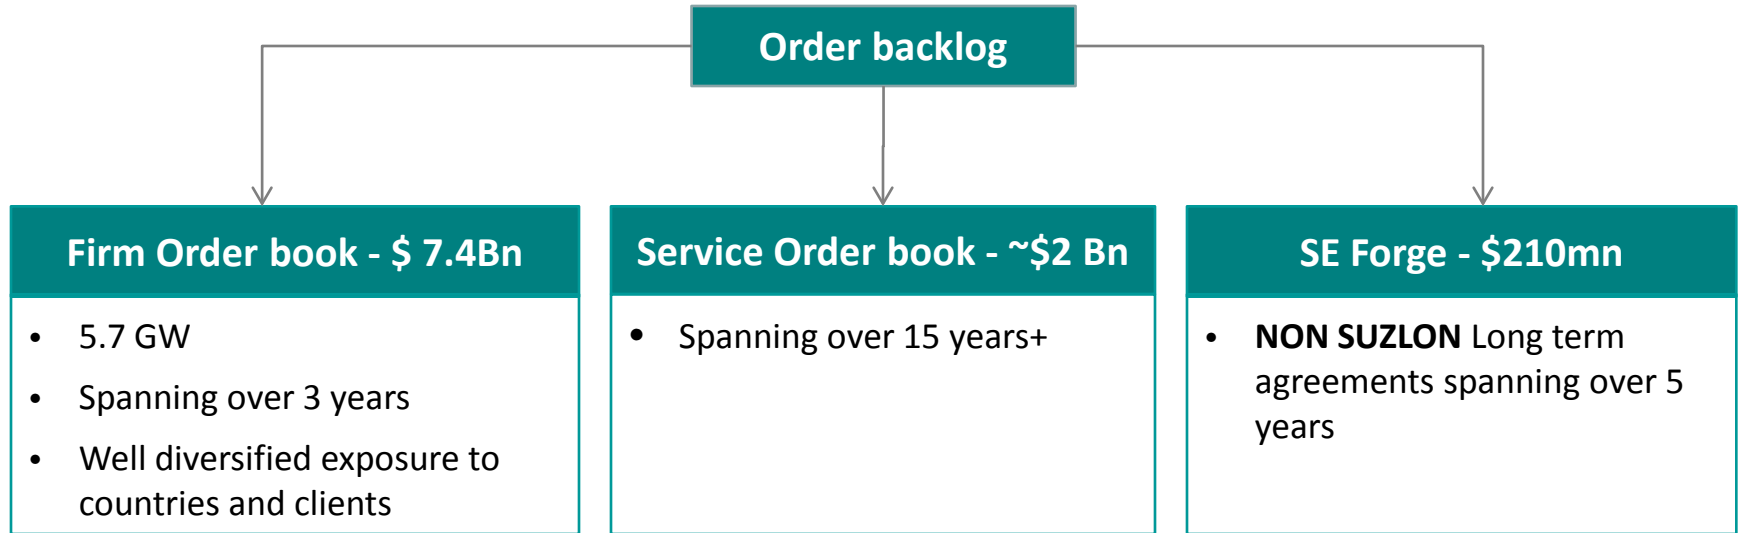 Order backlog
Firm Order book - $ 7.4Bn
• 5.7 GW
• Spanning over 3 years
• Well diversified exposure to
countries and clients
Service Order book - ~$2 Bn
• Spanning over 15 years+
SE Forge - $210mn
• NON SUZLON Long term
agreements spanning over 5
years